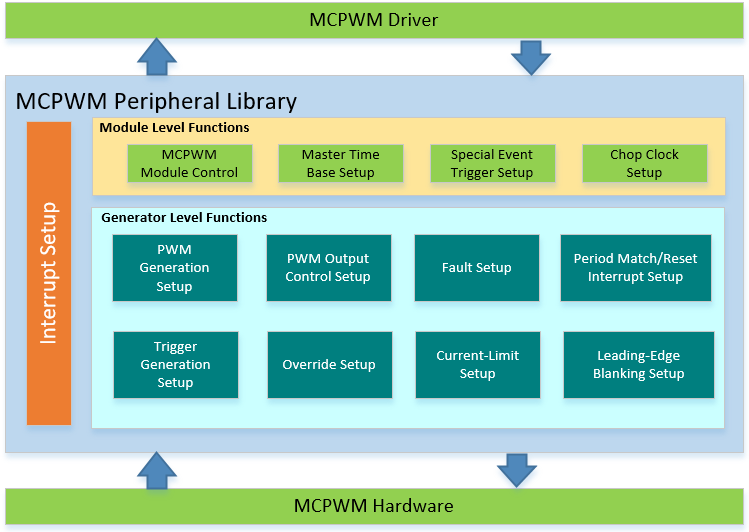 MCPWM Driver
MCPWM Peripheral Library
Interrupt Setup
Module Level Functions
MCPWM
Module Control
Master Time
Base Setup
Special Event
Trigger Setup
Chop Clock
Setup
Generator Level Functions
PWM
Generation
Setup
PWM Output
Control Setup
Fault Setup
Period Match/Reset
Interrupt Setup
Trigger
Generation
Setup
Override Setup
Current-Limit
Setup
Leading-Edge
Blanking Setup
MCPWM Hardware